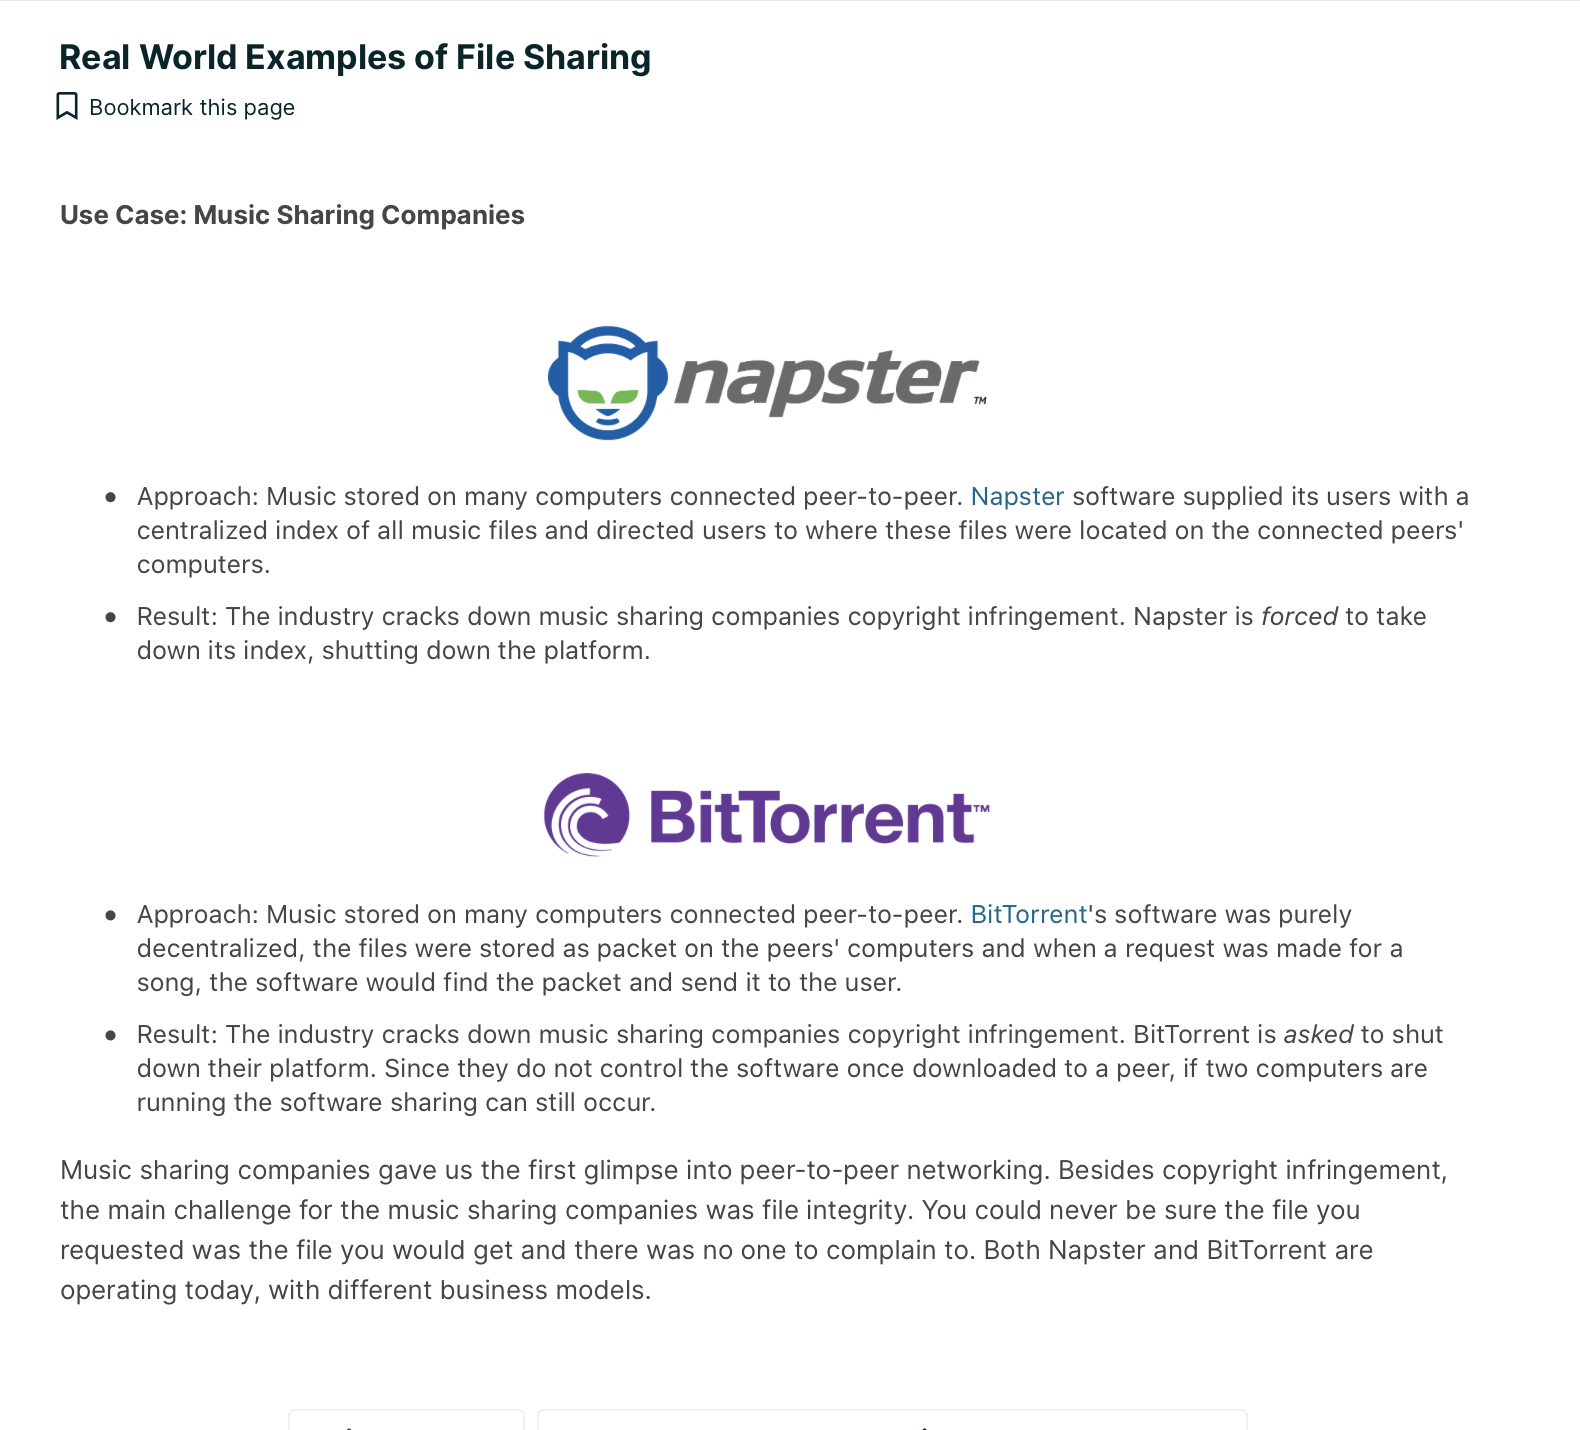 Real World Examples of File Sharing
Bookmark this page
Use Case: Music Sharing Companies
napster™
Approach: Music stored on many computers connected peer-to-peer. Napster software supplied its users with a
centralized index of all music files and directed users to where these files were located on the connected peers'
computers.
Result: The industry cracks down music sharing companies copyright infringement. Napster is forced to take
down its index, shutting down the platform.
BitTorrent™
Approach: Music stored on many computers connected peer-to-peer. BitTorrent's software was purely
decentralized, the files were stored as packet on the peers' computers and when a request was made for a
song, the software would find the packet and send it to the user.
Result: The industry cracks down music sharing companies copyright infringement. BitTorrent is asked to shut
down their platform. Since they do not control the software once downloaded to a peer, if two computers are
running the software sharing can still occur.
Music sharing companies gave us the first glimpse into peer-to-peer networking. Besides copyright infringement,
the main challenge for the music sharing companies was file integrity. You could never be sure the file you
requested was the file you would get and there was no one to complain to. Both Napster and BitTorrent are
operating today, with different business models.